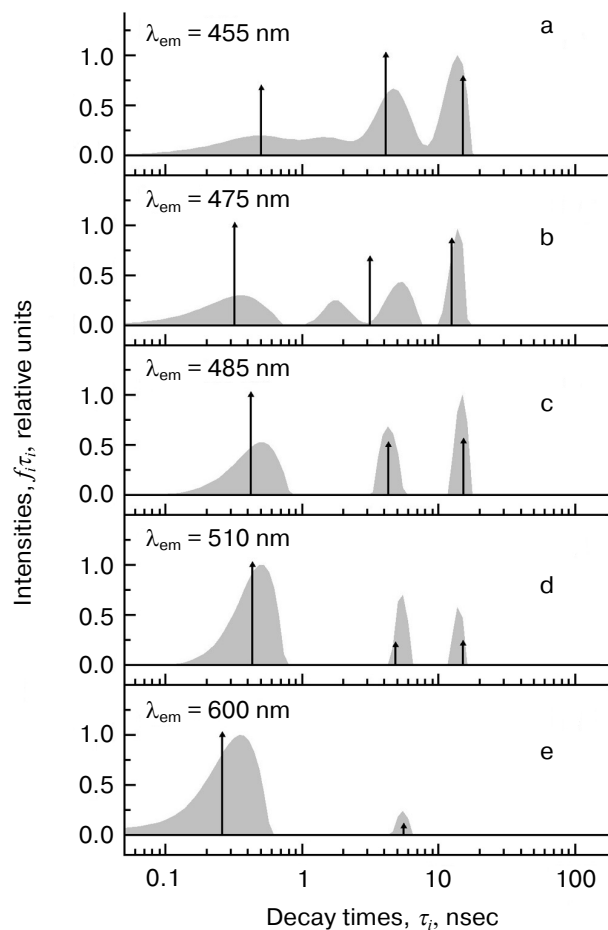 λem = 455 nm
a
1.0
0.5
0.0
λem = 475 nm
b
1.0
0.5
0.0
λem = 485 nm
c
1.0
0.5
0.0
λem = 510 nm
d
1.0
0.5
0.0
λem = 600 nm
e
1.0
0.5
0.0
Intensities, fiτi, relative units
0.1 1 10 100
Decay times, τi, nsec